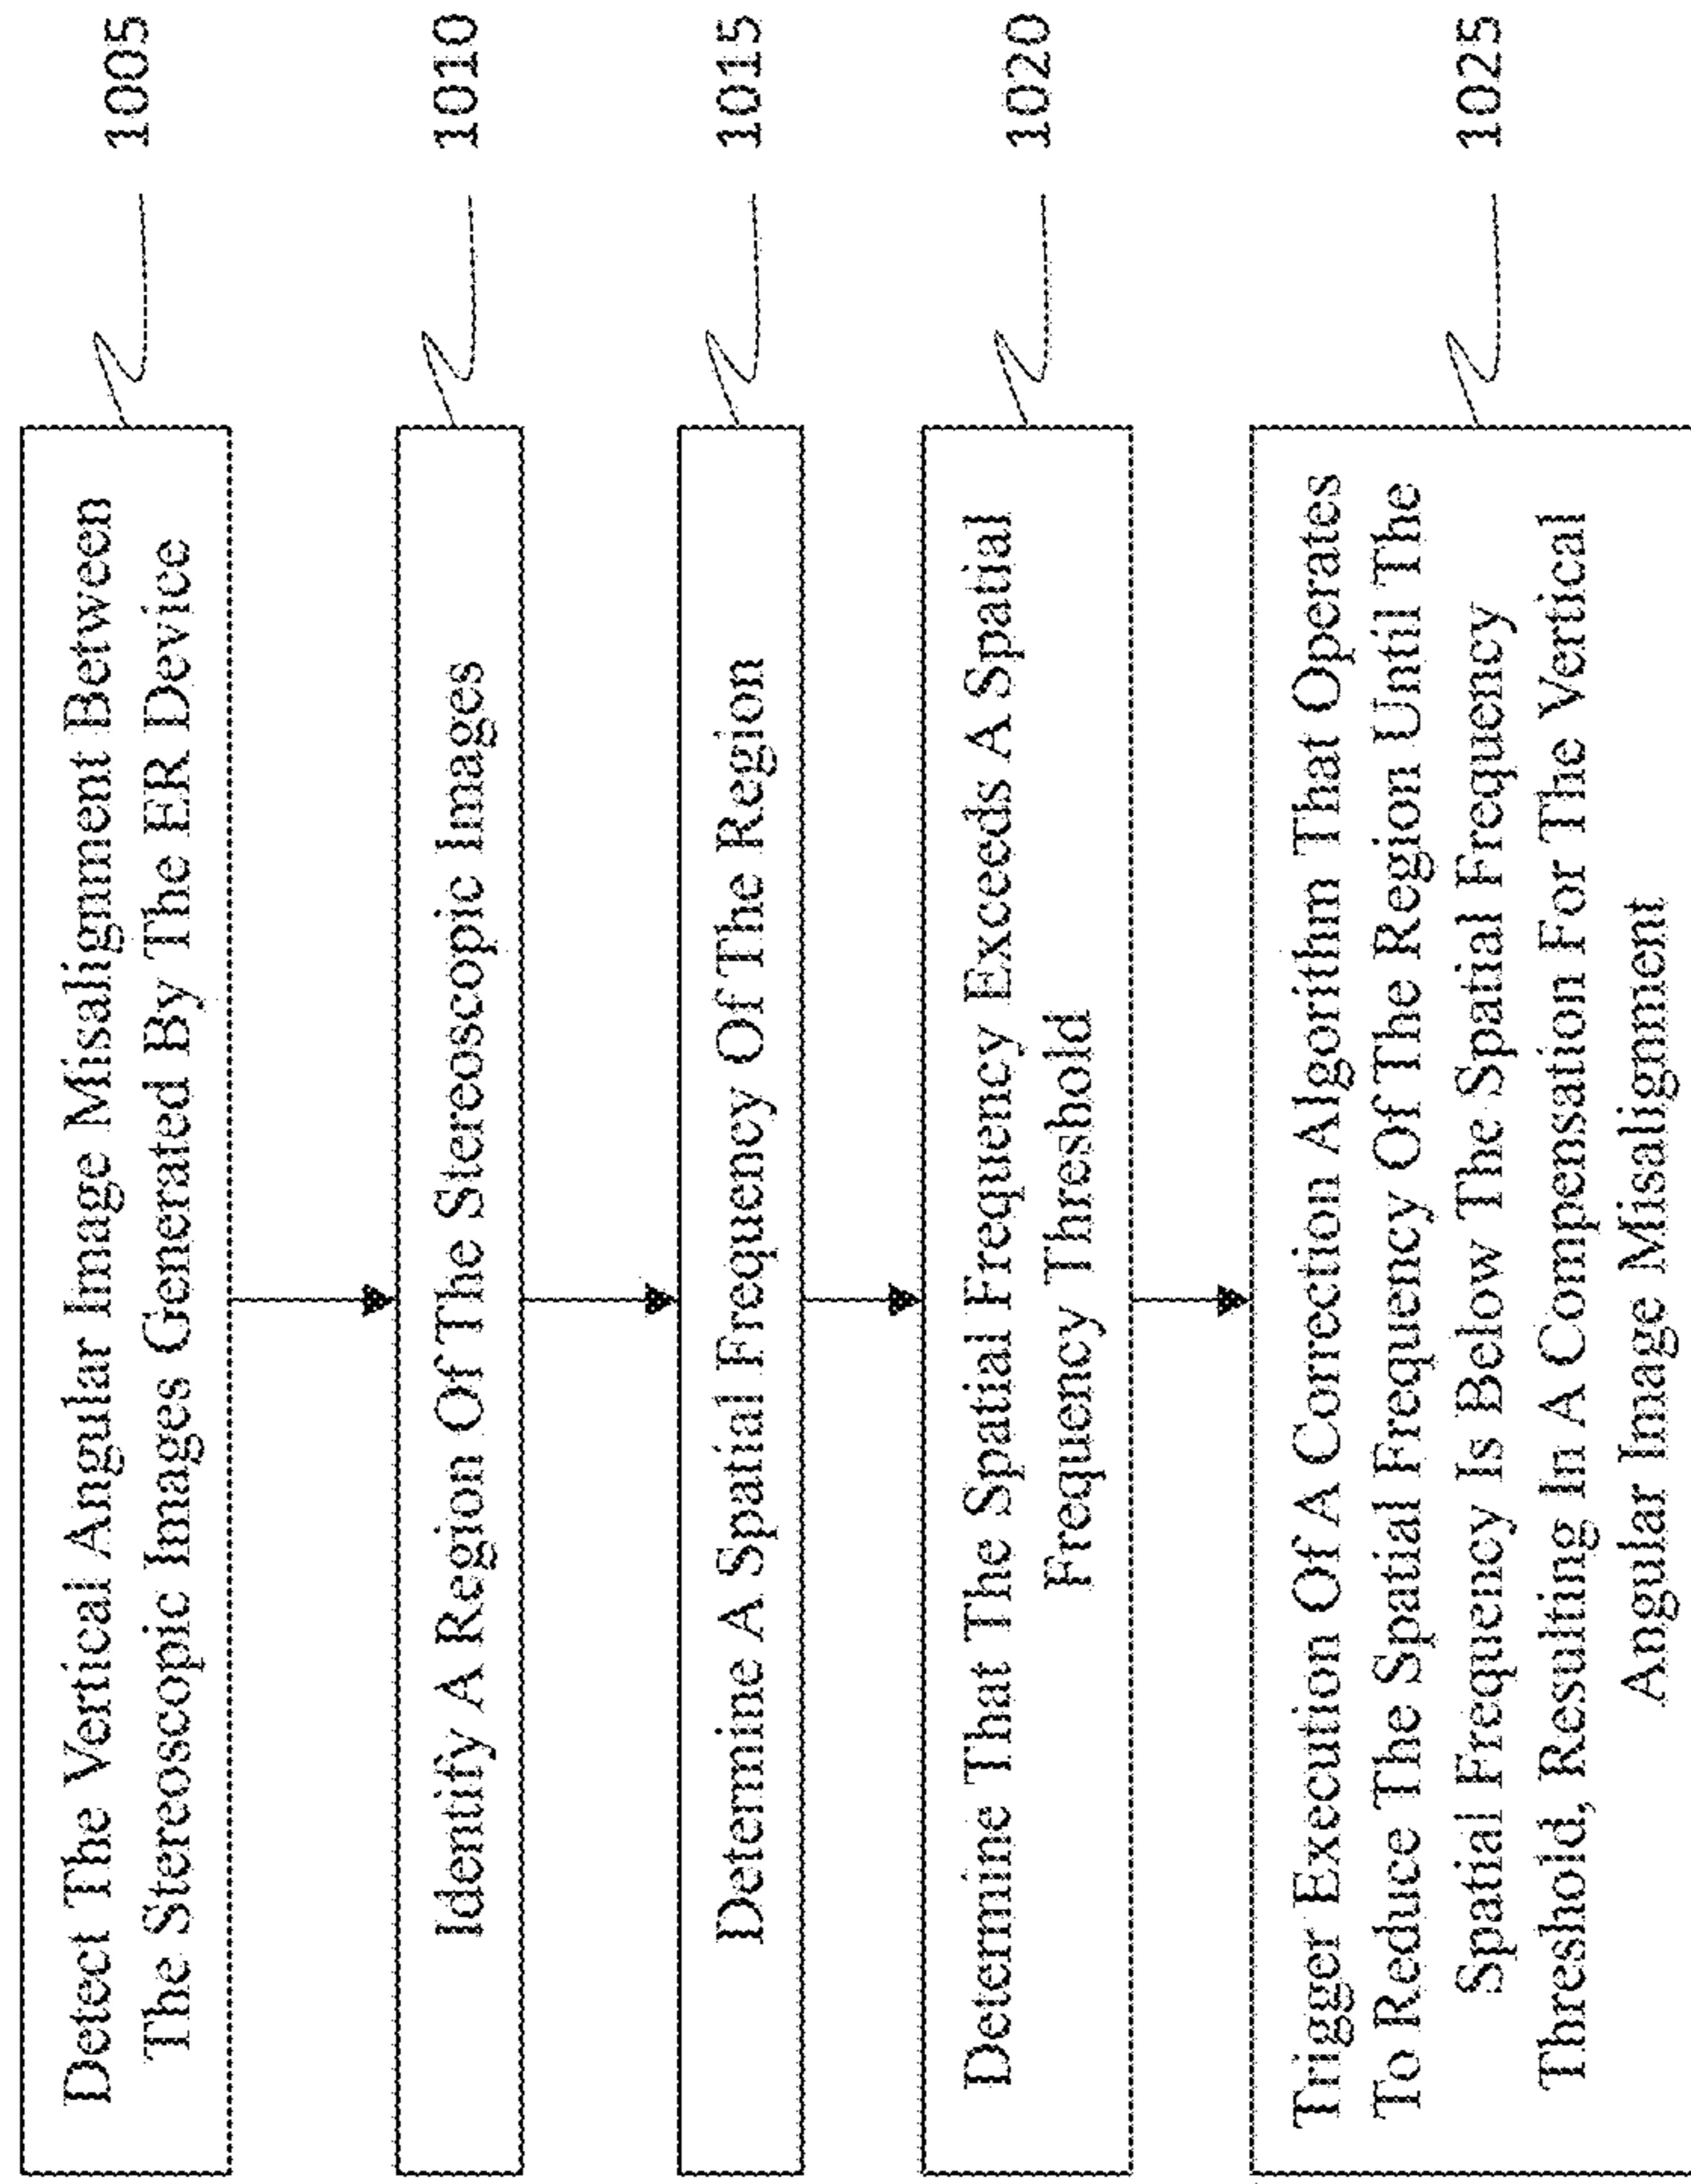 Detect The Vertical Angular Image Misalignment Between
The Stereoscopic Images Generated By The ER Device
1005
Identify A Region Of The Stereoscopic Images
1010
Determine A Spatial Frequency Of The Region
1015
Determine That The Spatial Frequency Exceeds A Spatial
Frequency Threshold
1020
Trigger Execution Of A Correction Algorithm That Operates
To Reduce The Spatial Frequency Of The Region Until The
Spatial Frequency Is Below The Spatial Frequency
Threshold, Resulting In A Compensation For The Vertical
Angular Image Misalignment
1025